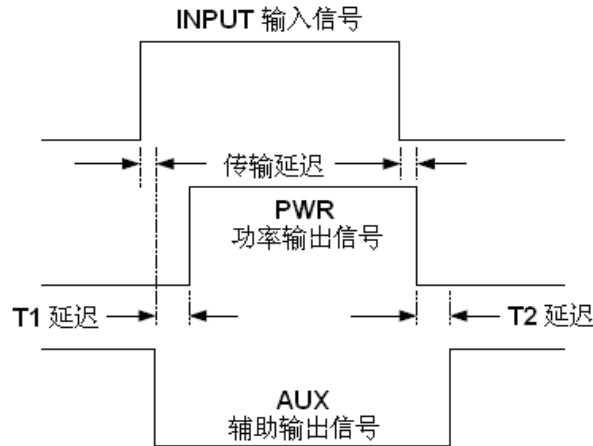 INPUT 输入信号
传输延迟
PWR
功率输出信号
T1 延迟
T2 延迟
AUX
辅助输出信号